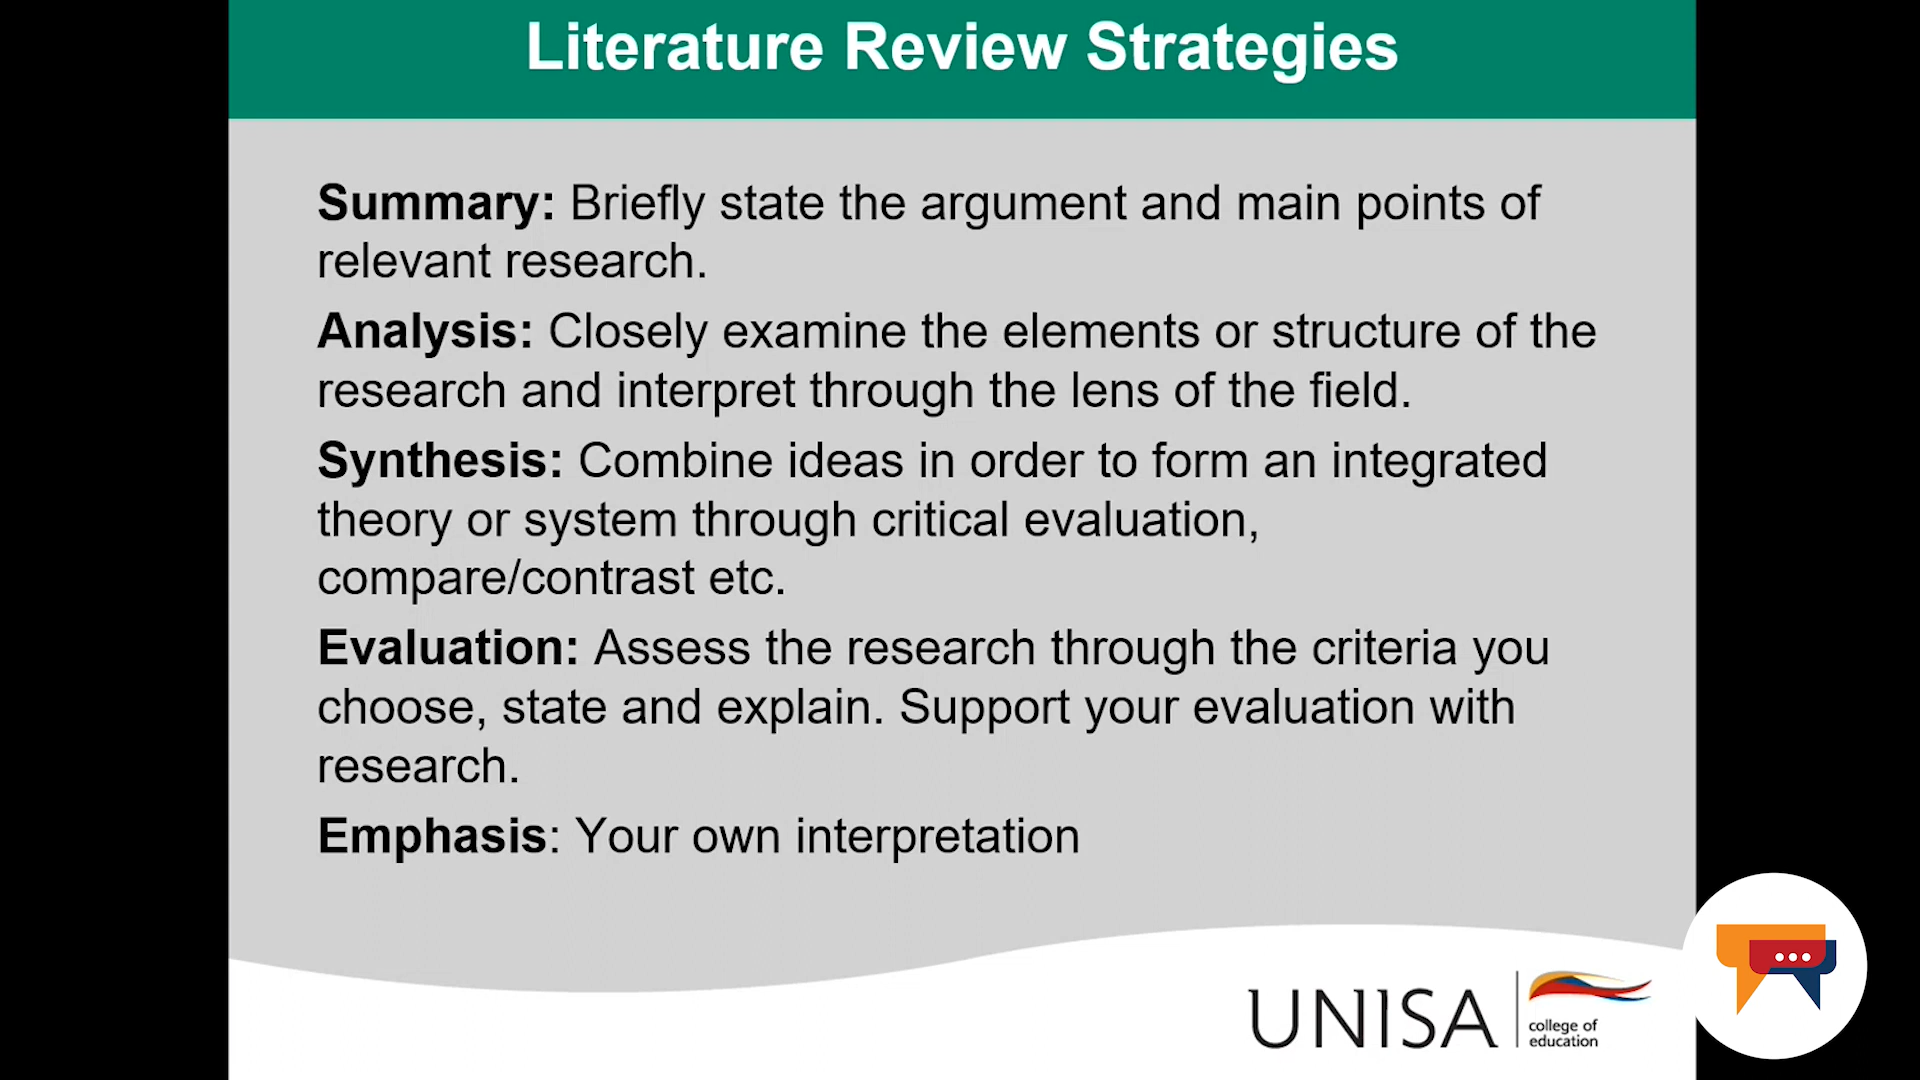 Literature Review Strategies
Summary: Briefly state the argument and main points of
relevant research.
Analysis: Closely examine the elements or structure of the
research and interpret through the lens of the field.
Synthesis: Combine ideas in order to form an integrated
theory or system through critical evaluation,
compare/contrast etc.
Evaluation: Assess the research through the criteria you
choose, state and explain. Support your evaluation with
research.
Emphasis: Your own interpretation
UNISA
college of
education